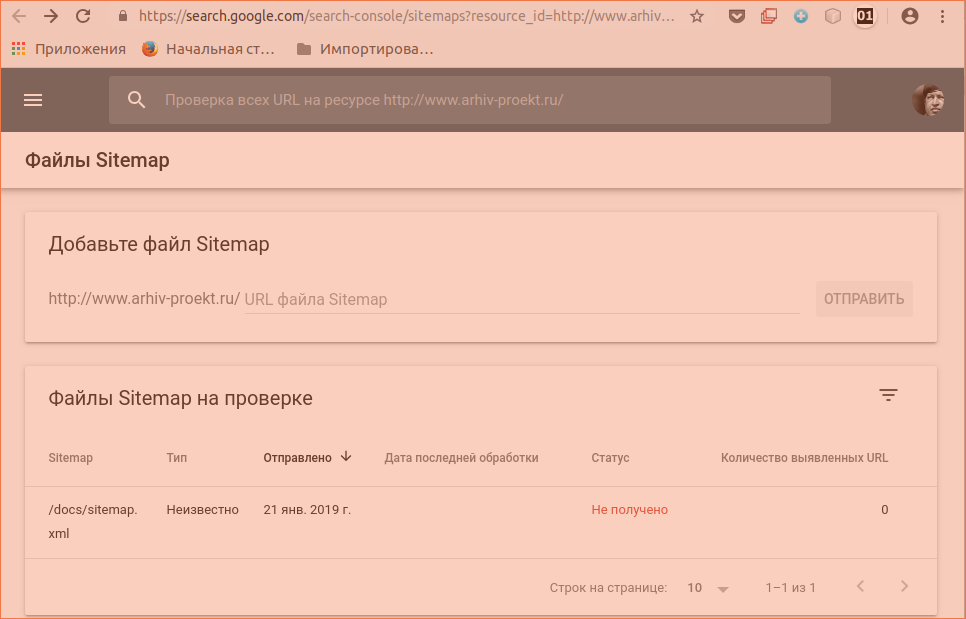 https://search.google.com/search-console/sitemaps?resource_id=http://www.arhiv...
01
Приложения Начальная ст... Импортирова...
Проверка всех URL на ресурсе http://www.arhiv-proekt.ru/
Файлы Sitemap
Добавьте файл Sitemap
http://www.arhiv-proekt.ru/ URL файла Sitemap ОТПРАВИТЬ
Файлы Sitemap на проверке
Sitemap Тип Отправлено Дата последней обработки Статус Количество выявленных URL
/docs/sitemap. Неизвестно 21 янв. 2019 г. Не получено 0
xml
Строк на странице: 10 1–1 из 1